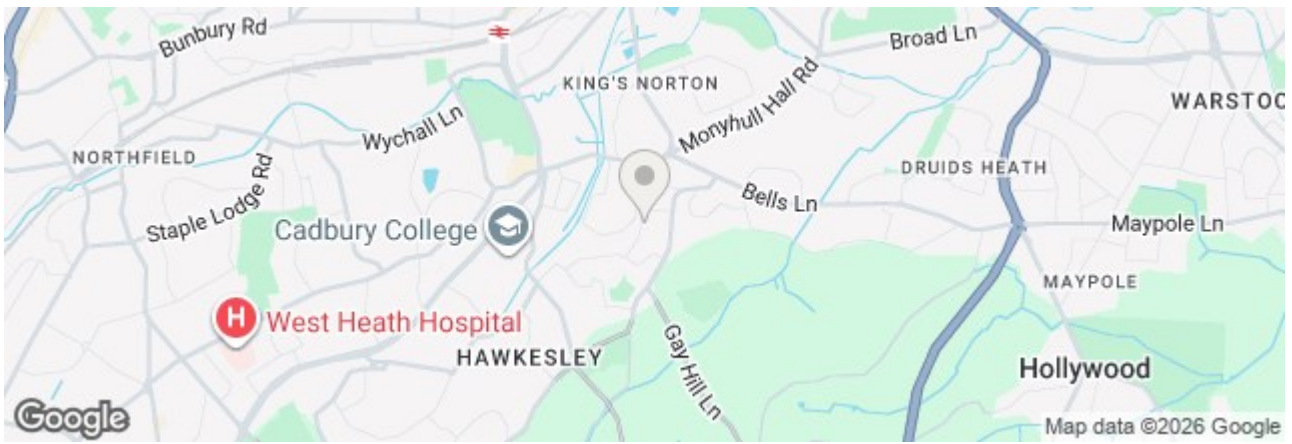 Bunbury Rd
Broad Ln
KING'S NORTON
WARSTOC
Monyhull Hall Rd
Wychall Ln
NORTHFIELD
DRUIDS HEATH
Staple Lodge Rd
Bells Ln
Cadbury College
Maypole Ln
MAYPOLE
H
West Heath Hospital
HAWKESLEY
Gay Hill Ln
Hollywood
Google
Map data ©2026 Google